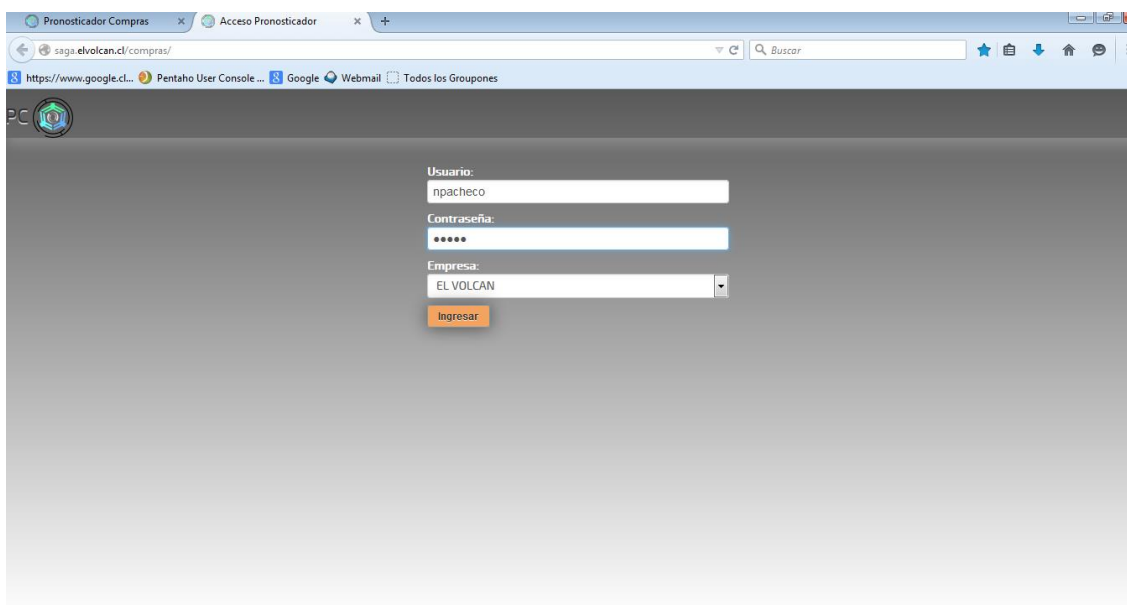 Pronosticador Compras
Acceso Pronosticador
saga.elvolcan.cl/compras/
Buscar
https://www.google.cl... Pentaho User Console ... Google Webmail Todos los Groupones
PC
Usuario:
npacheco
Contraseña:
•••••
Empresa:
EL VOLCAN
Ingresar